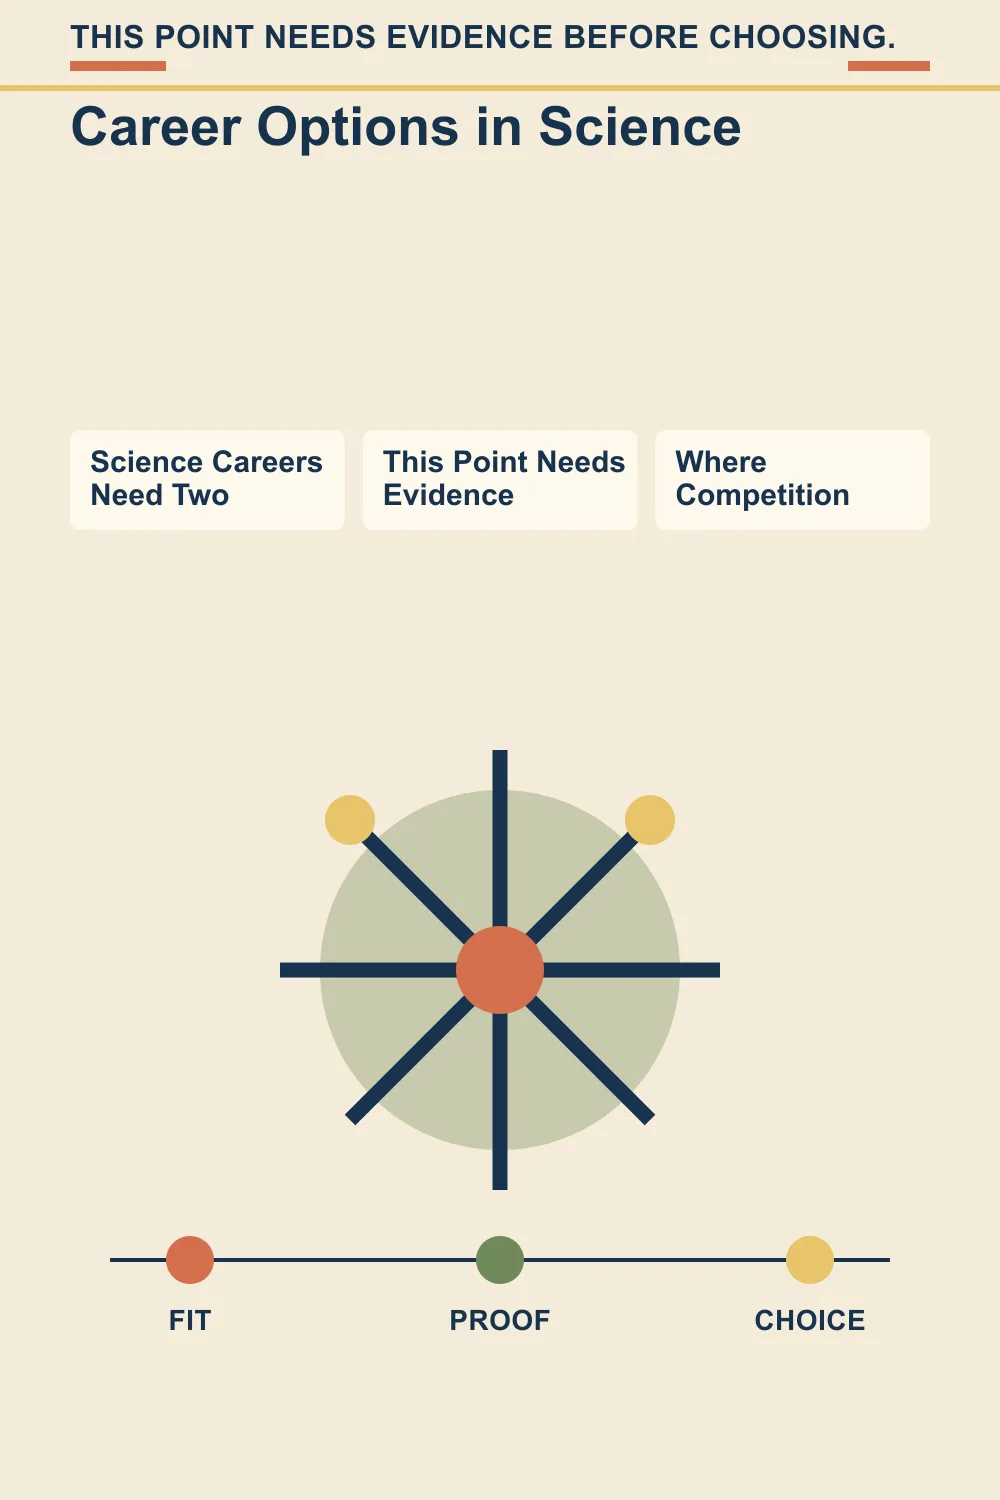 THIS POINT NEEDS EVIDENCE BEFORE CHOOSING.
Career Options in Science
Science Careers
Need Two
This Point Needs
Evidence
Where
Competition
FIT
PROOF
CHOICE